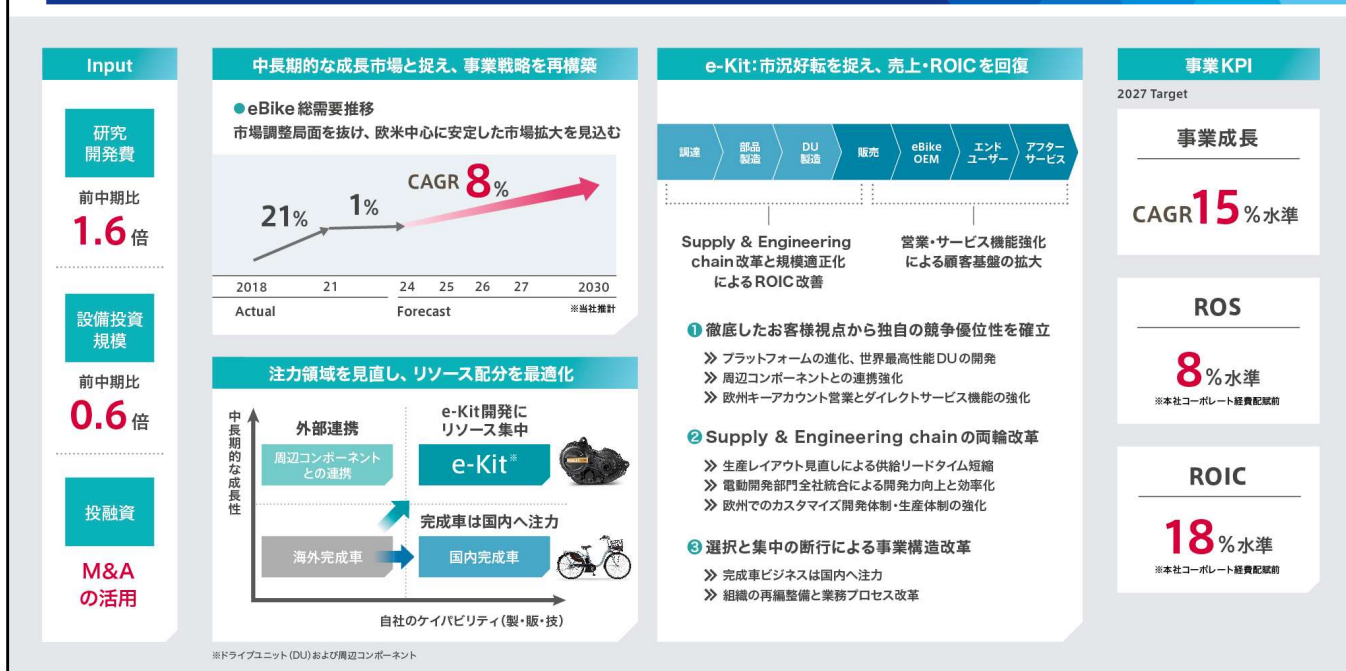 Input
研究
開発費
前中期比
1.6倍
設備投資
規模
前中期比
0.6倍
投融資
M&A
の活用
中長期的な成長市場と捉え、事業戦略を再構築
●eBike 総需要推移
市場調整局面を抜け、欧米中心に安定した市場拡大を見込む
CAGR 8%
1%
21%
2018 21 24 25 26 27 2030
Actual Forecast ※当社推計
注力領域を見直し、リソース配分を最適化
中長期的な成長性
外部連携
周辺コンポーネント
との連携
e-Kit開発に
リソース集中
e-Kit※
海外完成車
完成車は国内へ注力
国内完成車
自社のケイパビリティ(製・販・技)
※ドライブユニット(DU)および周辺コンポーネント
e-Kit:市況好転を捉え、売上・ROICを回復
調達
部品
製造
DU
製造
販売
eBike
OEM
エンド
ユーザー
アフター
サービス
Supply & Engineering
chain改革と規模適正化
によるROIC改善
営業・サービス機能強化
による顧客基盤の拡大
❶徹底したお客様視点から独自の競争優位性を確立
≫ プラットフォームの進化、世界最高性能DUの開発
≫ 周辺コンポーネントとの連携強化
≫ 欧州キーアカウント営業とダイレクトサービス機能の強化
❷Supply & Engineering chainの両輪改革
≫ 生産レイアウト見直しによる供給リードタイム短縮
≫ 電動開発部門全社統合による開発力向上と効率化
≫ 欧州でのカスタマイズ開発体制・生産体制の強化
❸選択と集中の断行による事業構造改革
≫ 完成車ビジネスは国内へ注力
≫ 組織の再編整備と業務プロセス改革
事業KPI
2027 Target
事業成長
CAGR15%水準
ROS
8%水準
※本社コーポレート経費配賦前
ROIC
18%水準
※本社コーポレート経費配賦前